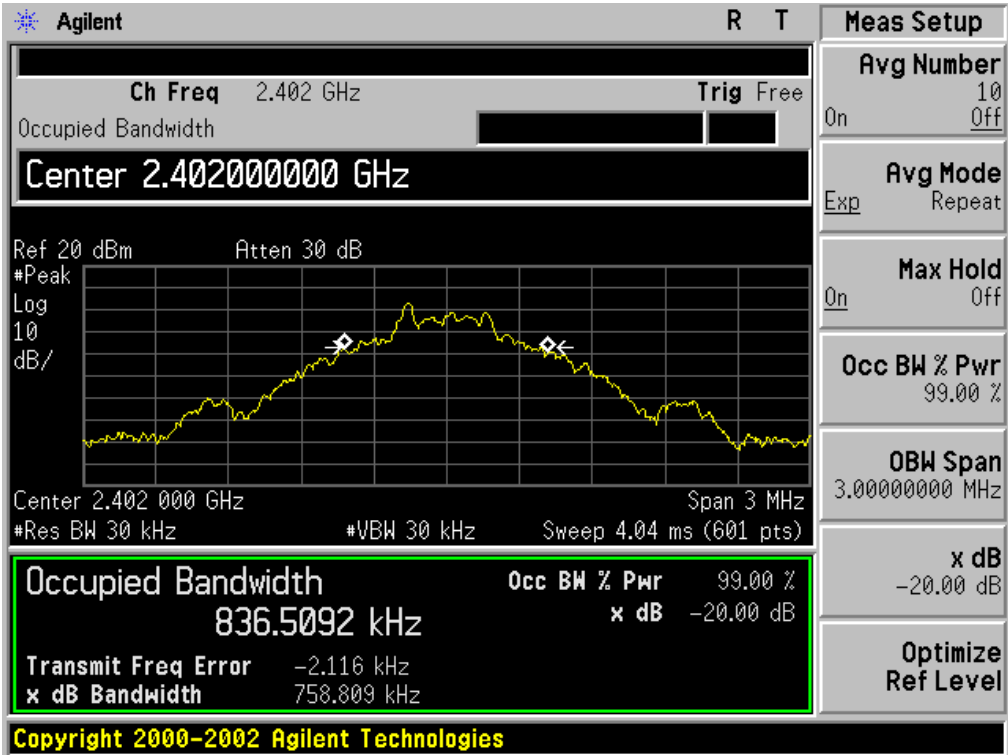 Agilent R T
Ch Freq 2.402 GHz Trig Free
Occupied Bandwidth
Center 2.402000000 GHz
Ref 20 dBm Atten 30 dB
#Peak
Log
10
dB/
Center 2.402 000 GHz Span 3 MHz
#Res BW 30 kHz #VBW 30 kHz Sweep 4.04 ms (601 pts)
Occupied Bandwidth Occ BW % Pwr 99.00 %
836.5092 kHz x dB -20.00 dB
Transmit Freq Error -2.116 kHz
x dB Bandwidth 758.809 kHz
Copyright 2000-2002 Agilent Technologies
Meas Setup
Avg Number
10
On Off
Avg Mode
Exp Repeat
Max Hold
On Off
Occ BW % Pwr
99.00 %
OBW Span
3.00000000 MHz
x dB
-20.00 dB
Optimize
Ref Level